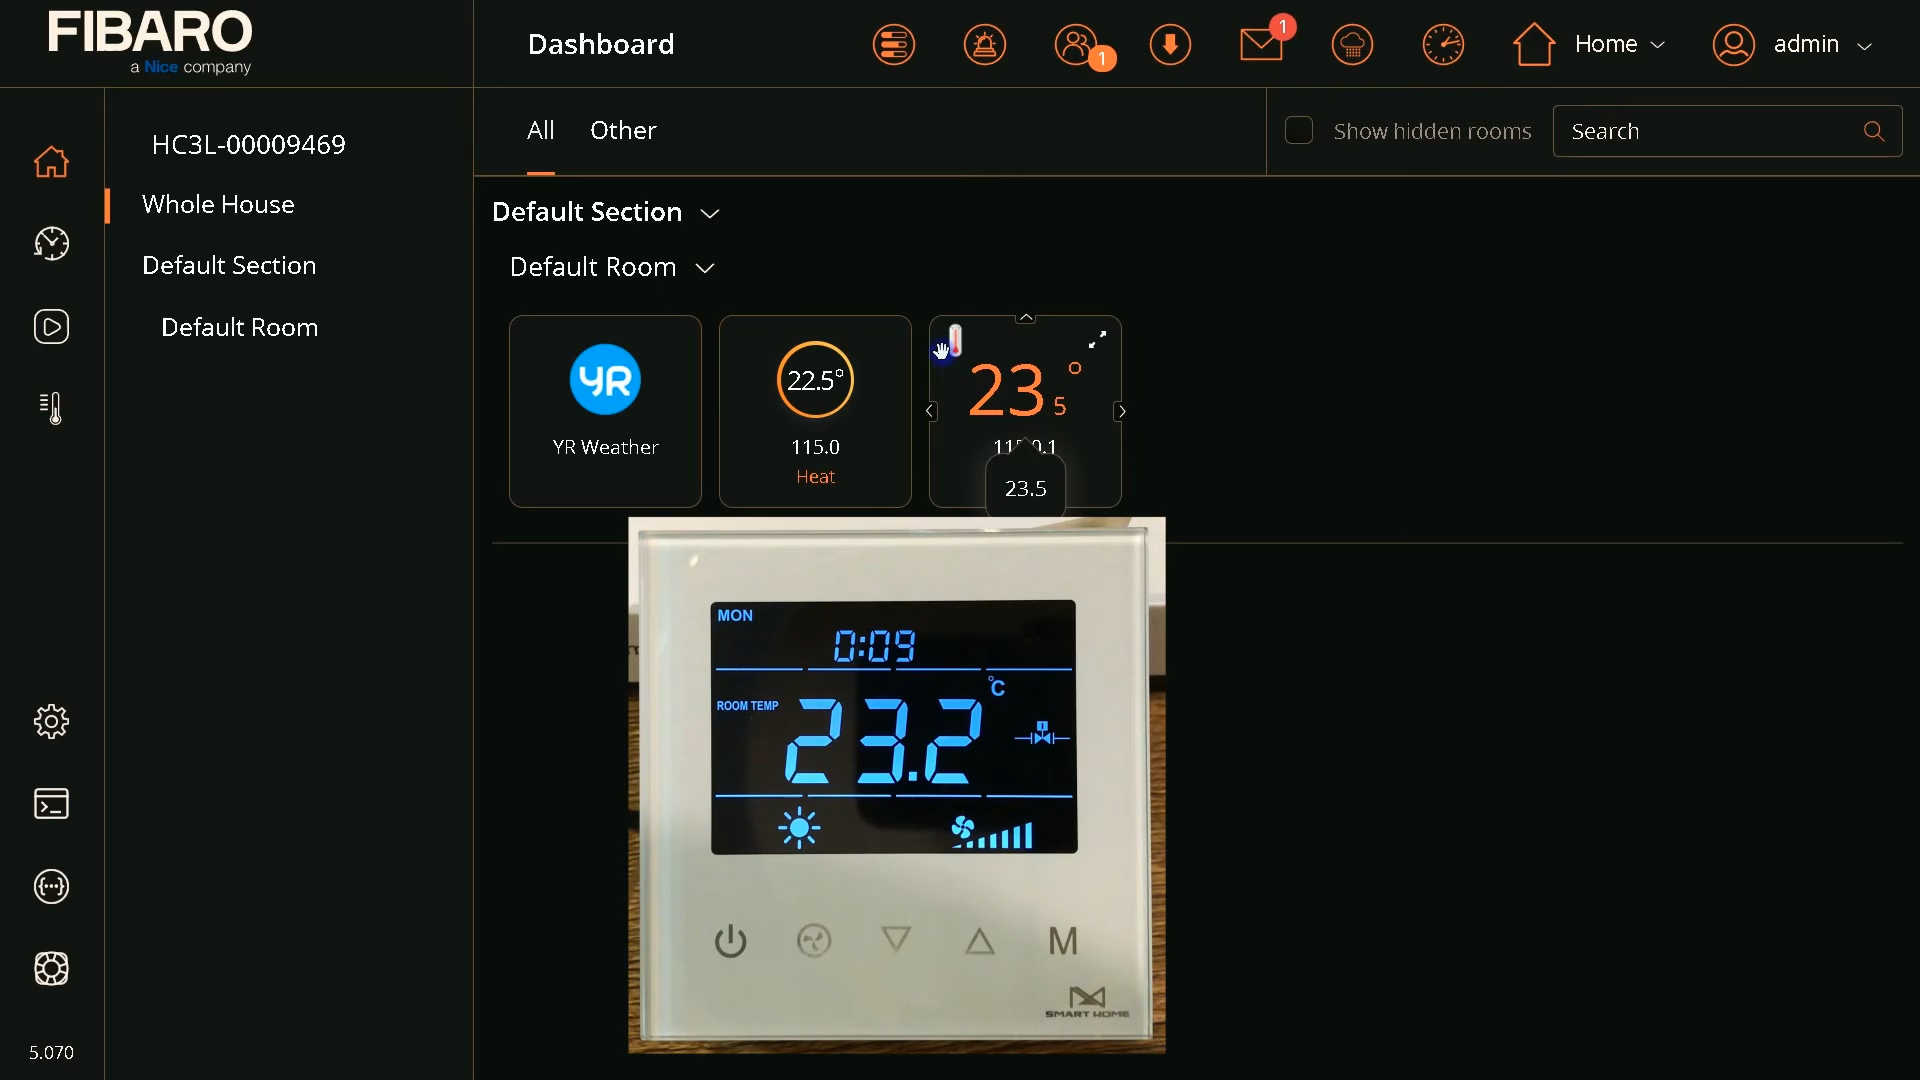 FIBARO
a Nice company
Dashboard
1
1
Home
admin
HC3L-00009469
Whole House
Default Section
Default Room
All
Other
Show hidden rooms
Search
Default Section
Default Room
YR
YR Weather
22.5°
115.0
Heat
23 5 °
23.5
MON
0:09
ROOM TEMP
23.2
°C
M
SMART HOME
5.070